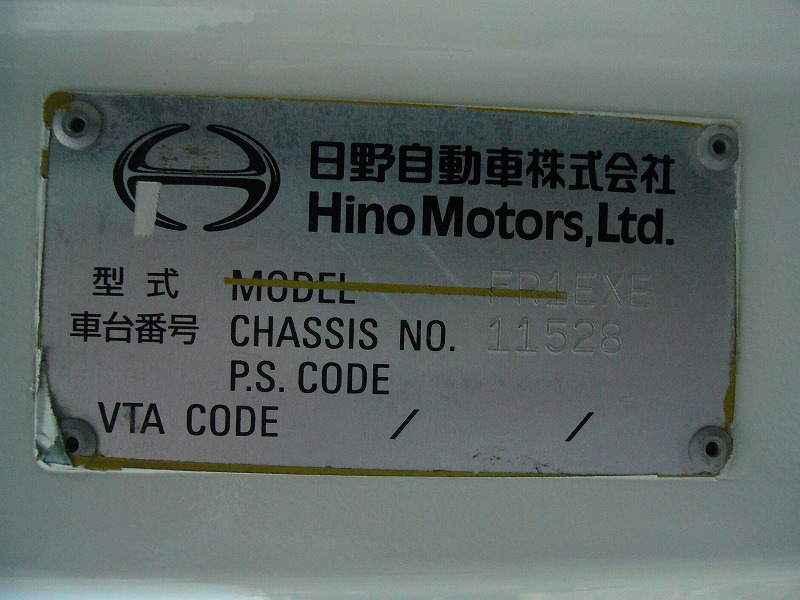 日野自動車株式会社
Hino Motors, Ltd.
型式 MODEL FR1EXE
車台番号 CHASSIS NO. 11528
P.S. CODE
VTA CODE / /